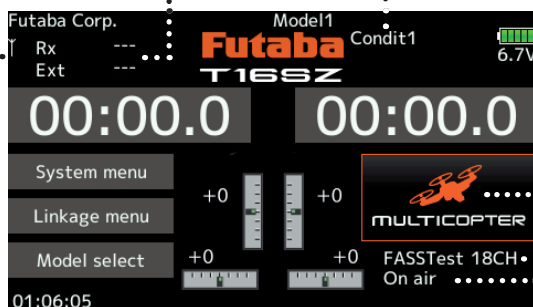 Futaba Corp.
Model1
Rx ---
Ext ---
Futaba
T16SZ
Condit1
6.7V
00:00.0
00:00.0
System menu
Linkage menu
Model select
+0
+0
+0
+0
MULTICOPTER
FASSTest 18CH
On air
01:06:05